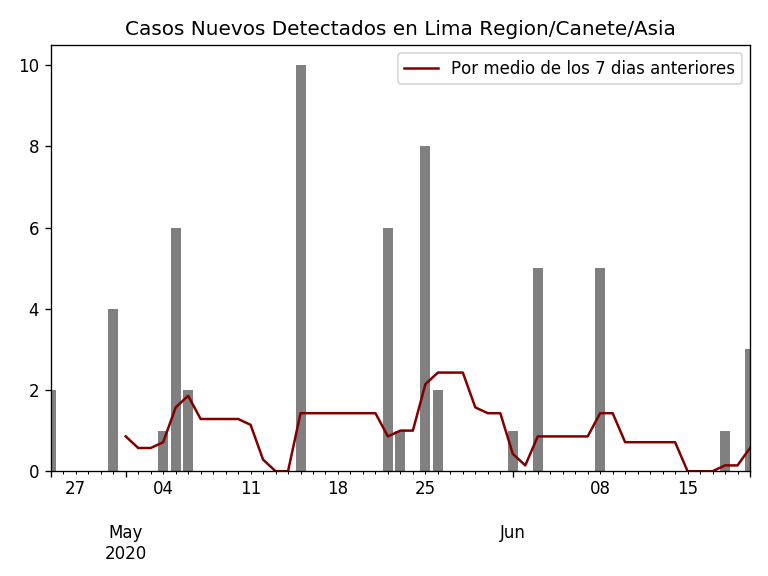 Casos Nuevos Detectados en Lima Region/Canete/Asia
Por medio de los 7 dias anteriores
10
8
6
4
2
0
27 04 11 18 25 08 15
May Jun
2020